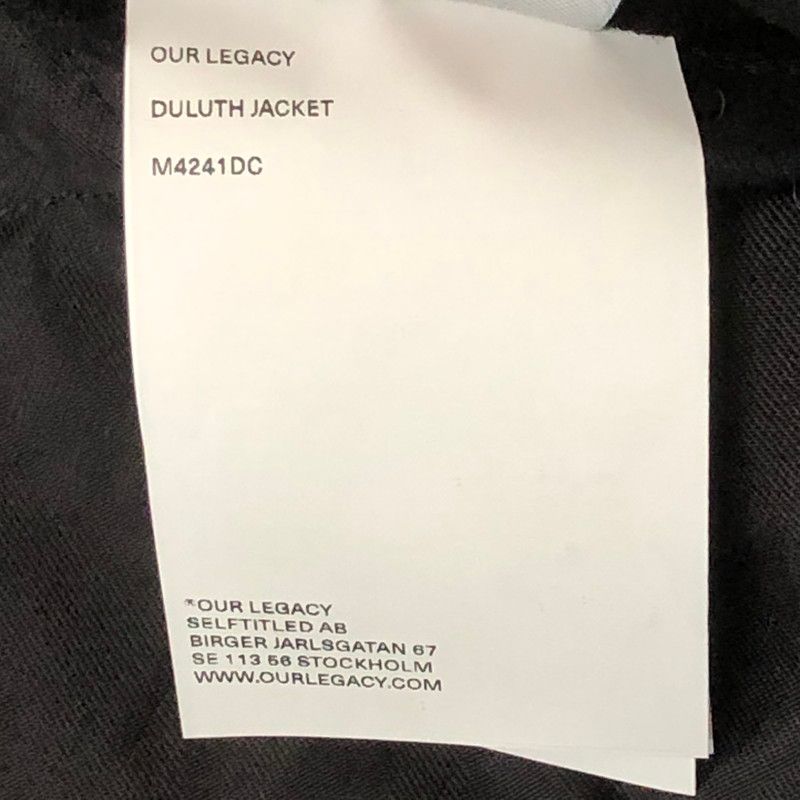 OUR LEGACY
DULUTH JACKET
M4241DC
*OUR LEGACY
SELFTITLED AB
BIRGER JARLSGATAN 67
SE 113 56 STOCKHOLM
WWW.OURLEGACY.COM